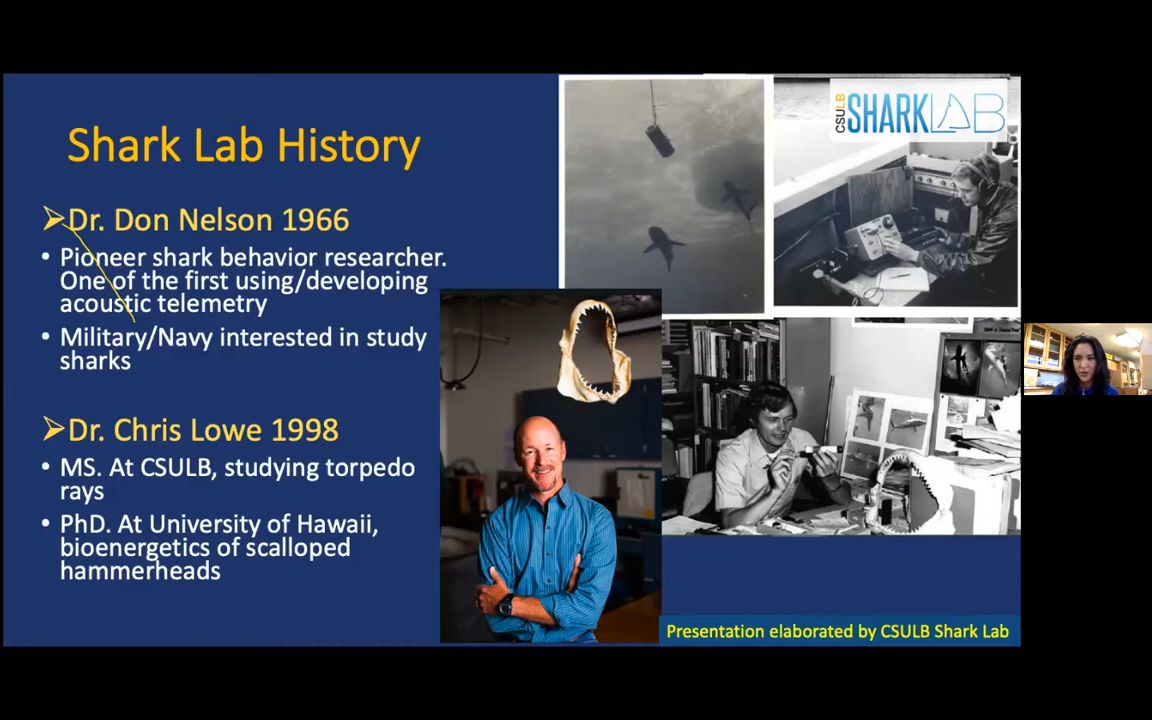 Shark Lab History
➢Dr. Don Nelson 1966
• Pioneer shark behavior researcher.
One of the first using/developing
acoustic telemetry
• Military/Navy interested in study
sharks
➢Dr. Chris Lowe 1998
• MS. At CSULB, studying torpedo
rays
• PhD. At University of Hawaii,
bioenergetics of scalloped
hammerheads
CSULB SHARKLAB
Presentation elaborated by CSULB Shark Lab